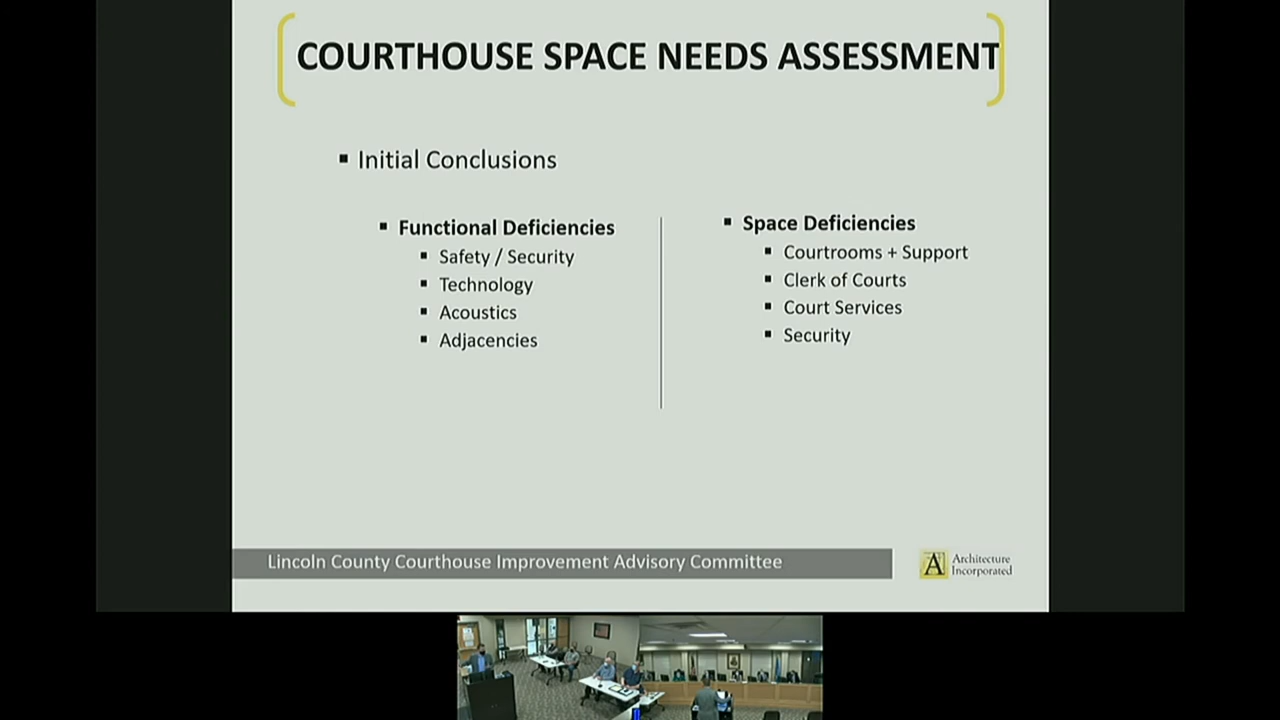 COURTHOUSE SPACE NEEDS ASSESSMENT
Initial Conclusions
Functional Deficiencies
Safety / Security
Technology
Acoustics
Adjacencies
Space Deficiencies
Courtrooms + Support
Clerk of Courts
Court Services
Security
Lincoln County Courthouse Improvement Advisory Committee
A
Architecture
Incorporated